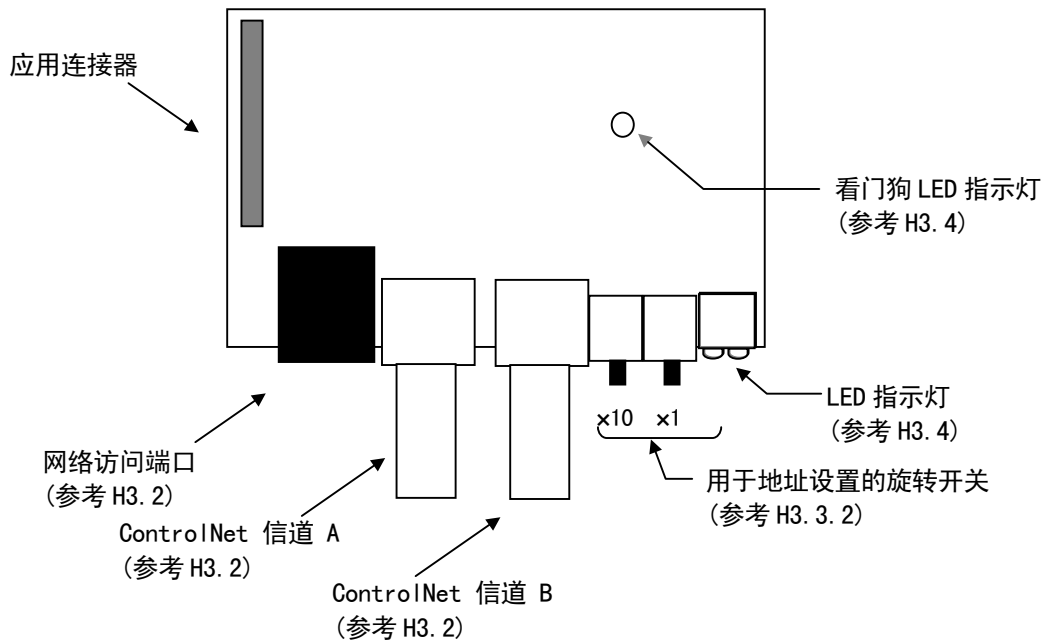 应用连接器
看门狗 LED 指示灯
(参考 H3.4)
LED 指示灯
(参考 H3.4)
×10 ×1
网络访问端口
(参考 H3.2)
用于地址设置的旋转开关
(参考 H3.3.2)
ControlNet 信道 A
(参考 H3.2)
ControlNet 信道 B
(参考 H3.2)